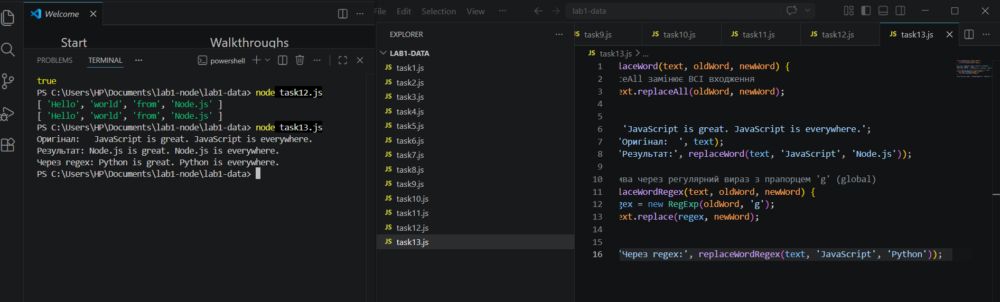 Welcome
Start
Walkthroughs
PROBLEMS TERMINAL ··· powershell
true
PS C:\Users\HP\Documents\lab1-node\lab1-data> node task12.js
[ 'Hello', 'world', 'from', 'Node.js' ]
[ 'Hello', 'world', 'from', 'Node.js' ]
PS C:\Users\HP\Documents\lab1-node\lab1-data> node task13.js
Оригінал:   JavaScript is great. JavaScript is everywhere.
Результат: Node.js is great. Node.js is everywhere.
Через regex: Python is great. Python is everywhere.
PS C:\Users\HP\Documents\lab1-node\lab1-data>
File Edit Selection View ··· lab1-data
EXPLORER ···
LAB1-DATA
JS task1.js
JS task2.js
JS task3.js
JS task4.js
JS task5.js
JS task6.js
JS task7.js
JS task8.js
JS task9.js
JS task10.js
JS task11.js
JS task12.js
JS task13.js
JS task9.js JS task10.js JS task11.js JS task12.js JS task13.js
JS task13.js > ...
1 laceWord(text, oldWord, newWord) {
2 ceAll замінює ВСІ входження
3 ext.replaceAll(oldWord, newWord);
4
5
6 'JavaScript is great. JavaScript is everywhere.';
7 'Оригінал:  ', text);
8 'Результат:', replaceWord(text, 'JavaScript', 'Node.js'));
9
10 ива через регулярний вираз з прапорцем 'g' (global)
11 laceWordRegex(text, oldWord, newWord) {
12 gex = new RegExp(oldWord, 'g');
13 ext.replace(regex, newWord);
14
15
16 'Через regex:', replaceWordRegex(text, 'JavaScript', 'Python'));